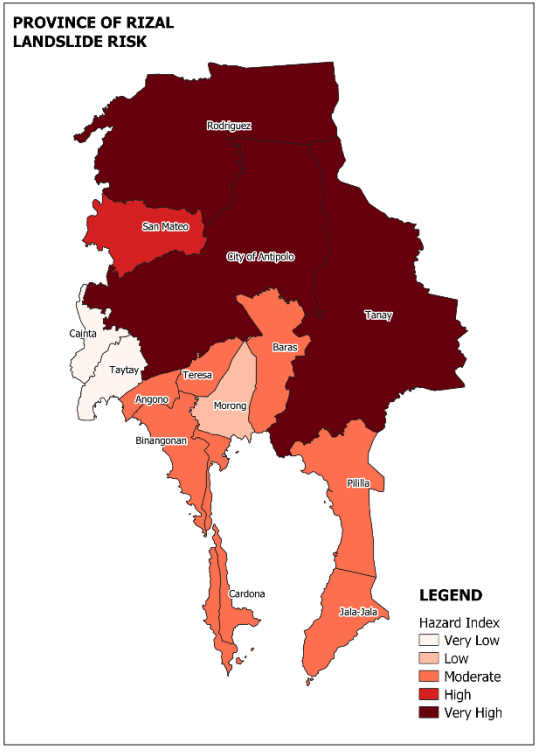 PROVINCE OF RIZAL
LANDSLIDE RISK
Rodriguez
San Mateo
City of Antipolo
Tanay
Cainta
Baras
Taytay
Teresa
Angono
Morong
Binangonan
Pililla
Cardona
Jala-Jala
LEGEND
Hazard Index
Very Low
Low
Moderate
High
Very High